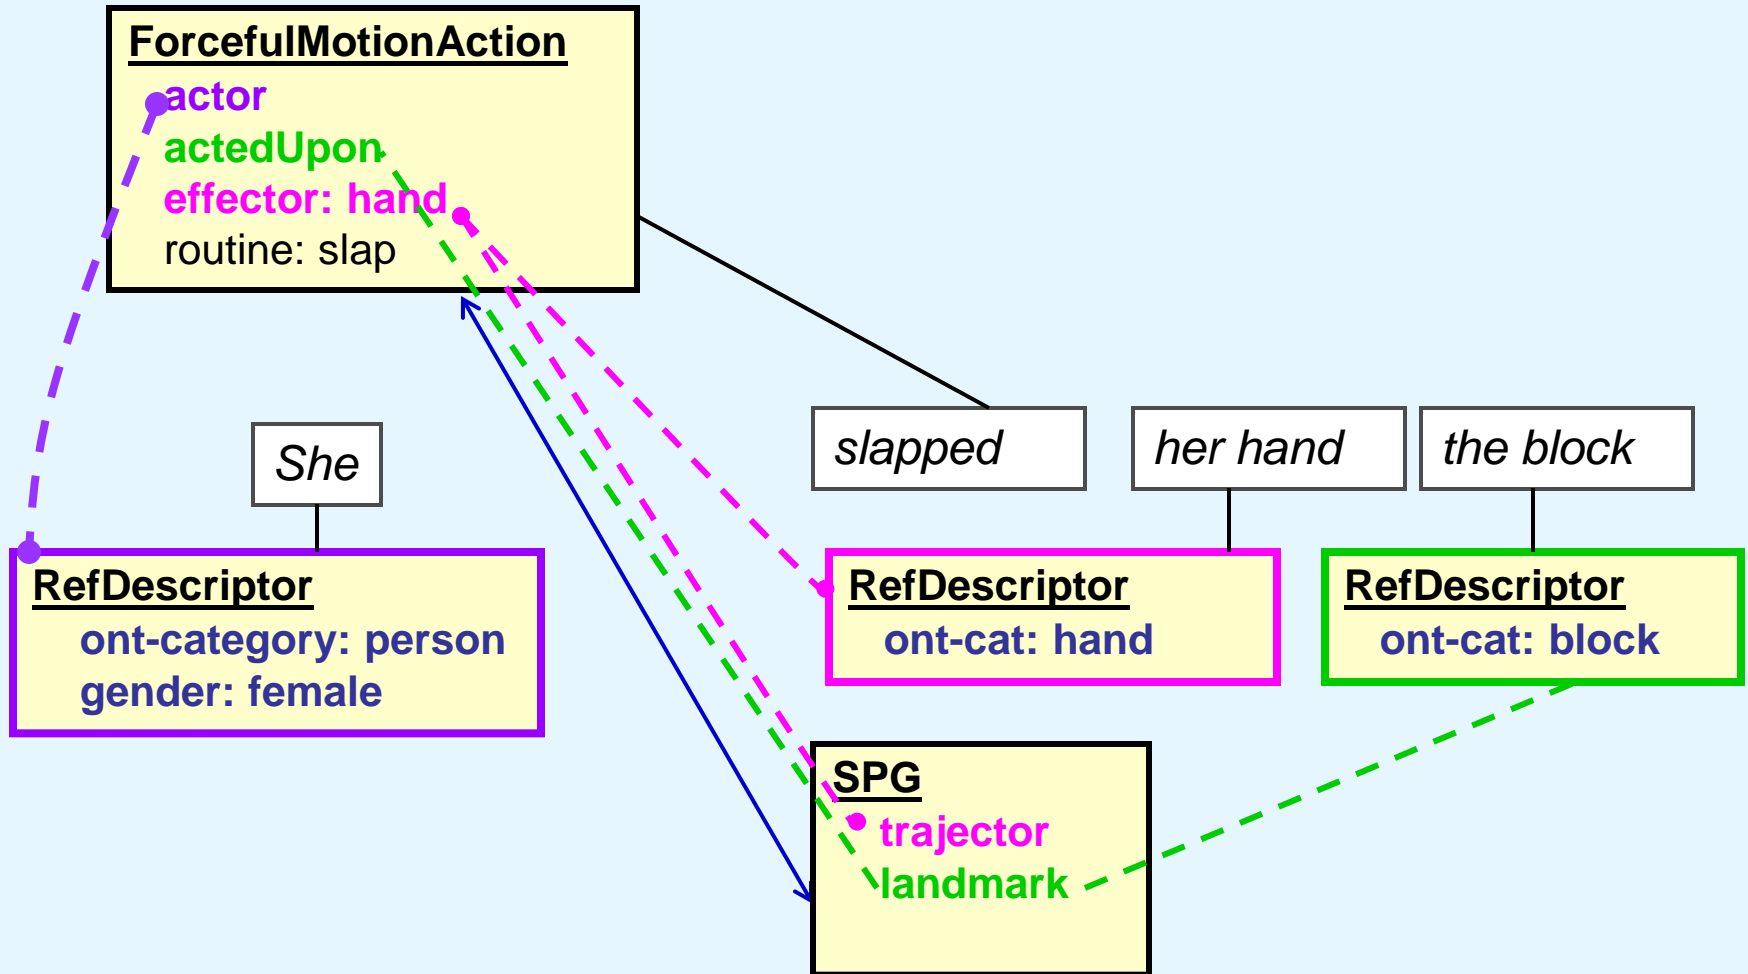 ForcefulMotionAction
actor
actedUpon
effector: hand
routine: slap
She
slapped
her hand
the block
RefDescriptor
ont-category: person
gender: female
RefDescriptor
ont-cat: hand
RefDescriptor
ont-cat: block
SPG
trajector
landmark